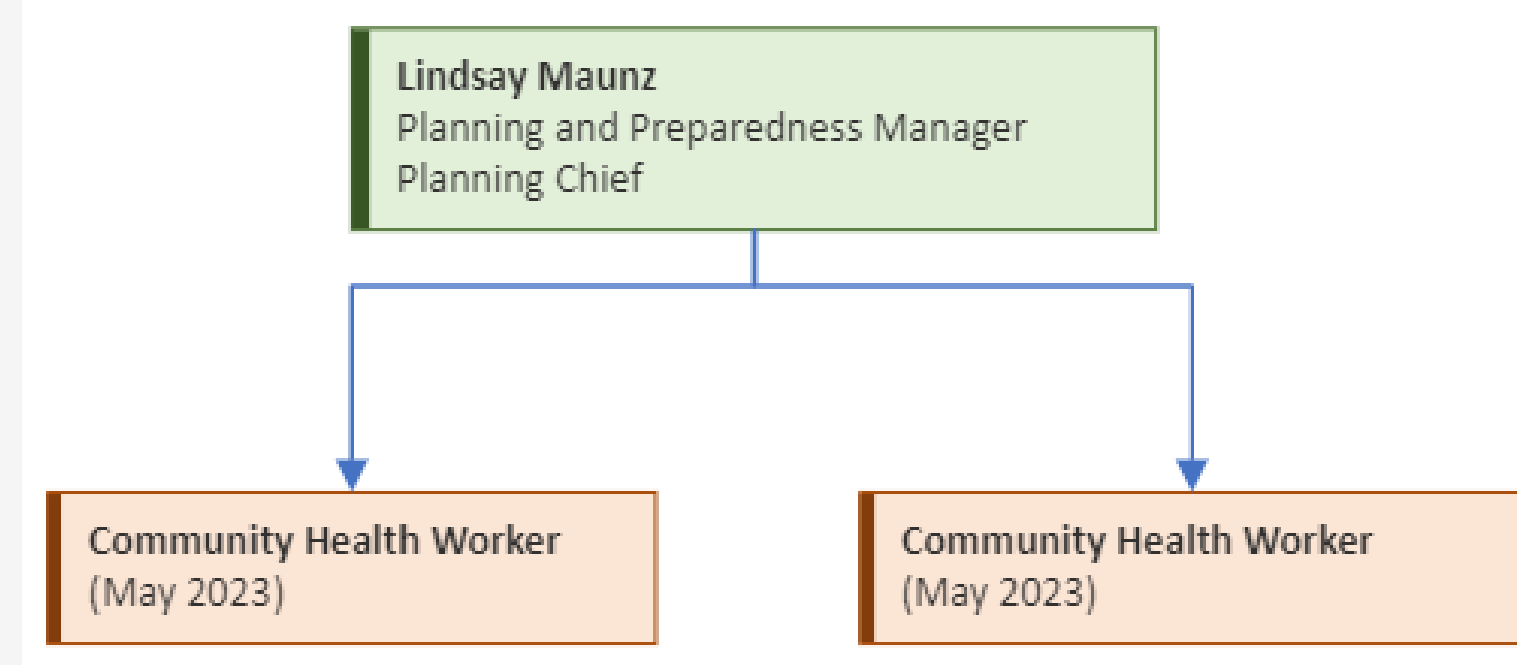 Lindsay Maunz
Planning and Preparedness Manager
Planning Chief
Community Health Worker
(May 2023)
Community Health Worker
(May 2023)